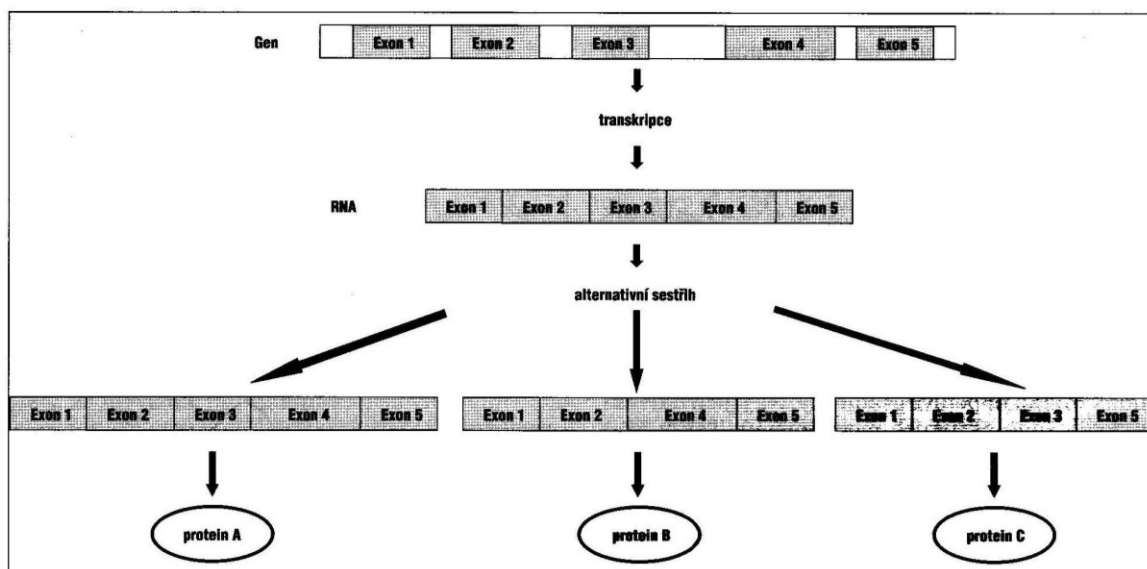 Gen Exon 1 Exon 2 Exon 3 Exon 4 Exon 5
transkripce
RNA Exon 1 Exon 2 Exon 3 Exon 4 Exon 5
alternativní sestřih
Exon 1 Exon 2 Exon 3 Exon 4 Exon 5 Exon 1 Exon 2 Exon 4 Exon 5 Exon 1 Exon 2 Exon 3 Exon 5
protein A protein B protein C